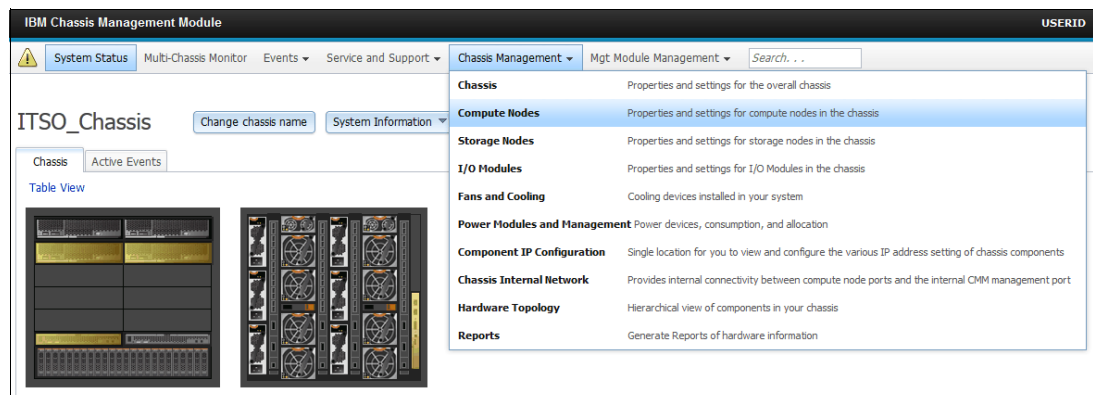 IBM Chassis Management Module USERID
System Status Multi-Chassis Monitor Events Service and Support Chassis Management Mgt Module Management Search. . .
Chassis Properties and settings for the overall chassis
Compute Nodes Properties and settings for compute nodes in the chassis
Storage Nodes Properties and settings for storage nodes in the chassis
I/O Modules Properties and settings for I/O Modules in the chassis
Fans and Cooling Cooling devices installed in your system
Power Modules and Management Power devices, consumption, and allocation
Component IP Configuration Single location for you to view and configure the various IP address setting of chassis components
Chassis Internal Network Provides internal connectivity between compute node ports and the internal CMM management port
Hardware Topology Hierarchical view of components in your chassis
Reports Generate Reports of hardware information
ITSO_Chassis Change chassis name System Information
Chassis Active Events
Table View